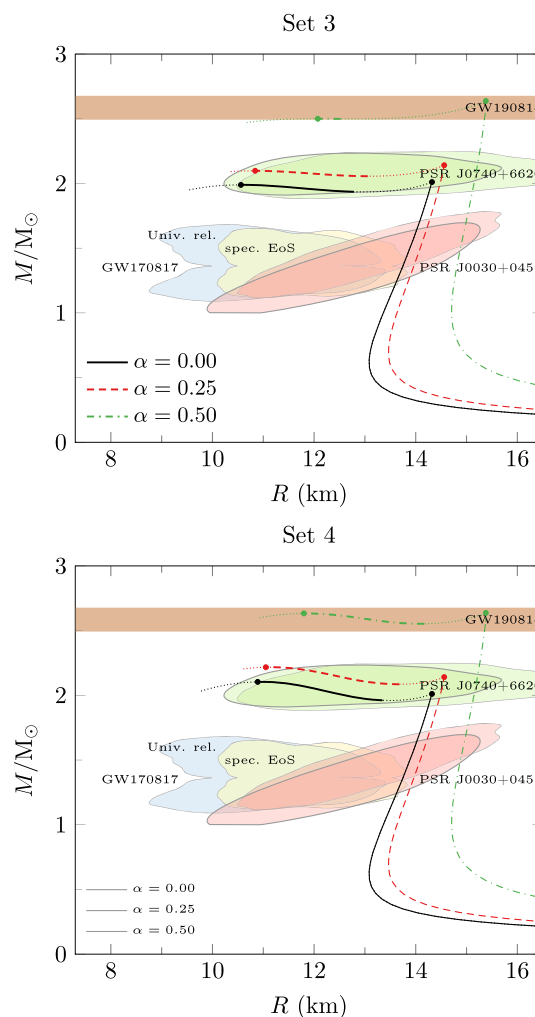 Set 3
3
2
1
0
M/M⊙
GW19081
PSR J0740+662
Univ. rel.
spec. EoS
GW170817
PSR J0030+045
α = 0.00
α = 0.25
α = 0.50
8 10 12 14 16
R (km)
Set 4
3
2
1
0
M/M⊙
GW19081
PSR J0740+662
Univ. rel.
spec. EoS
GW170817
PSR J0030+045
α = 0.00
α = 0.25
α = 0.50
8 10 12 14 16
R (km)